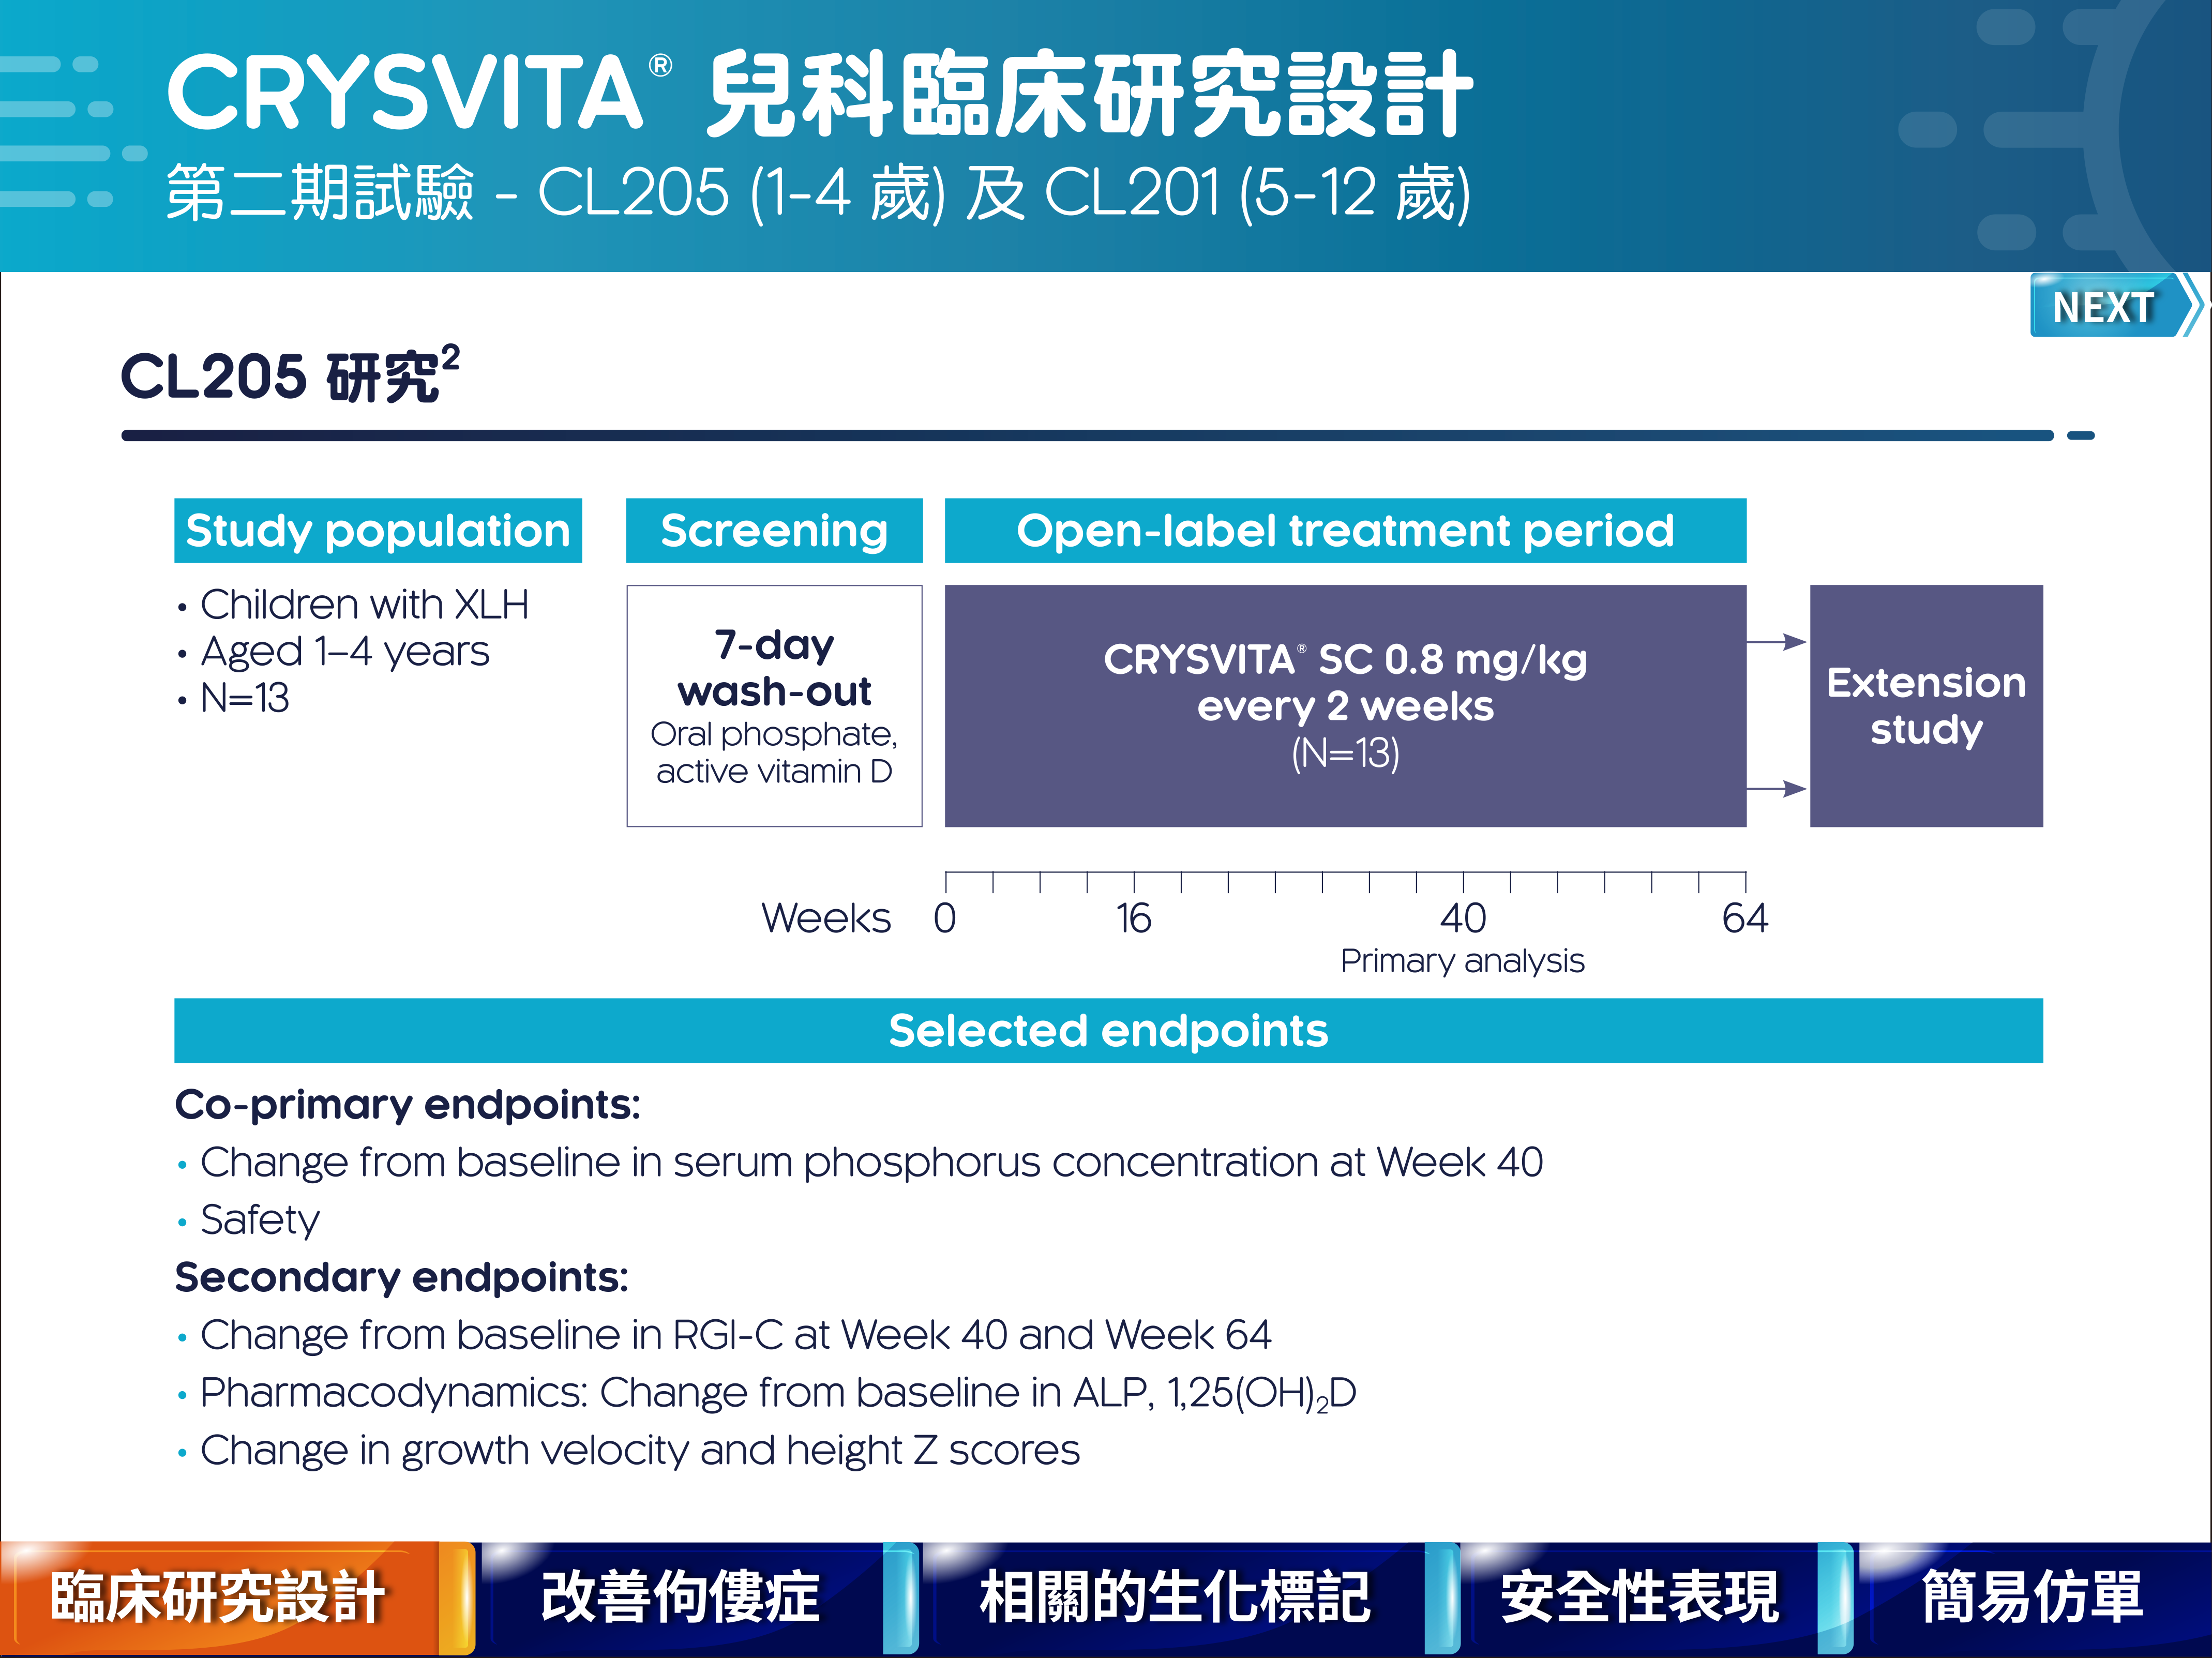 CRYSVITA® 兒科臨床研究設計
第二期試驗 - CL205 (1-4 歲) 及 CL201 (5-12 歲)
NEXT
CL205 研究²
Study population
• Children with XLH
• Aged 1–4 years
• N=13
Screening
7-day
wash-out
Oral phosphate,
active vitamin D
Open-label treatment period
CRYSVITA® SC 0.8 mg/kg
every 2 weeks
(N=13)
Extension
study
Weeks 0 16 40 64
Primary analysis
Selected endpoints
Co-primary endpoints:
• Change from baseline in serum phosphorus concentration at Week 40
• Safety
Secondary endpoints:
• Change from baseline in RGI-C at Week 40 and Week 64
• Pharmacodynamics: Change from baseline in ALP, 1,25(OH)₂D
• Change in growth velocity and height Z scores
臨床研究設計 改善佝僂症 相關的生化標記 安全性表現 簡易仿單